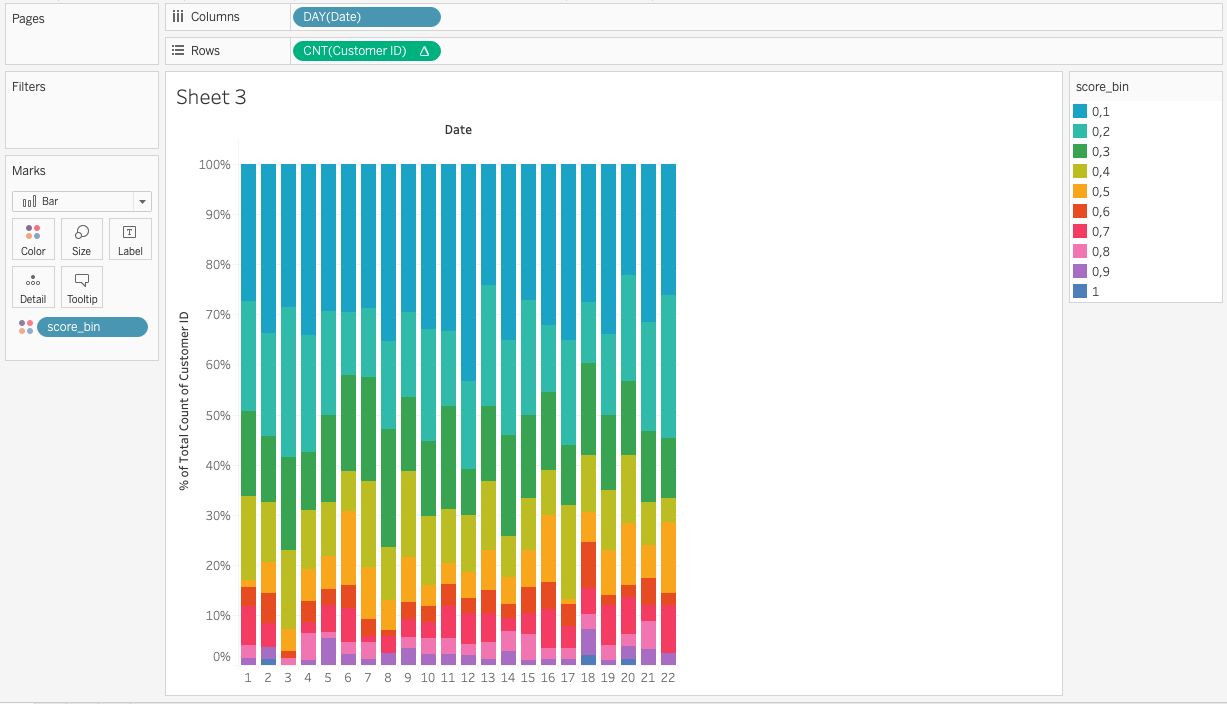 Pages
Columns
DAY(Date)
Rows
CNT(Customer ID) Δ
Filters
Marks
Bar
Color
Size
T
Label
Detail
Tooltip
score_bin
Sheet 3
Date
% of Total Count of Customer ID
100%
90%
80%
70%
60%
50%
40%
30%
20%
10%
0%
1 2 3 4 5 6 7 8 9 10 11 12 13 14 15 16 17 18 19 20 21 22
score_bin
0,1
0,2
0,3
0,4
0,5
0,6
0,7
0,8
0,9
1